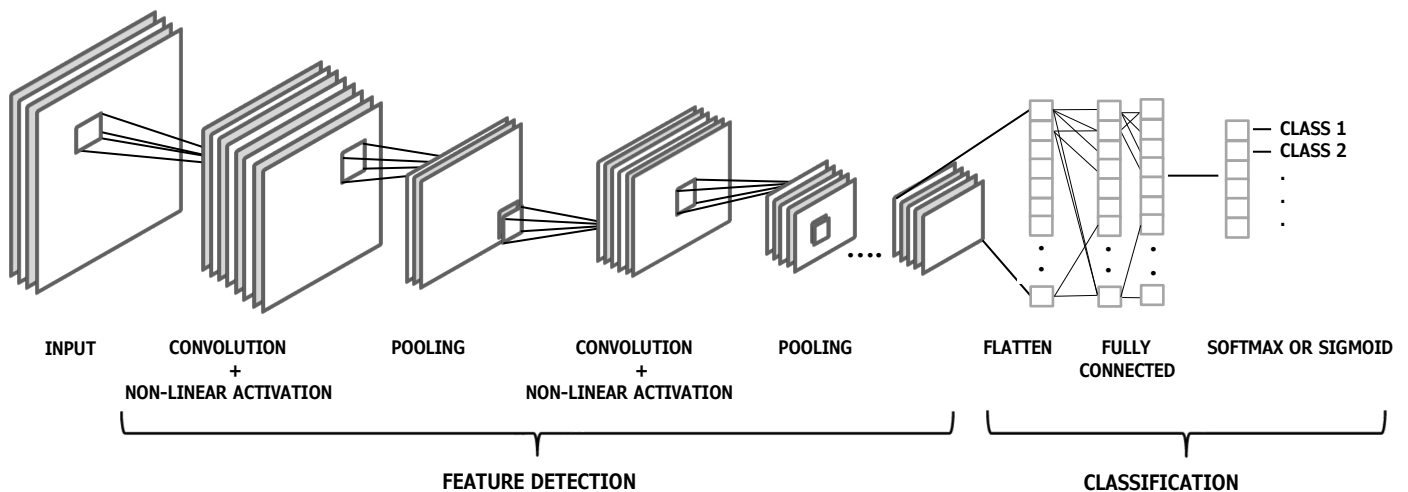 CLASS 1
CLASS 2
INPUT
CONVOLUTION
+
NON-LINEAR ACTIVATION
POOLING
CONVOLUTION
+
NON-LINEAR ACTIVATION
POOLING
FLATTEN
FULLY
CONNECTED
SOFTMAX OR SIGMOID
FEATURE DETECTION
CLASSIFICATION